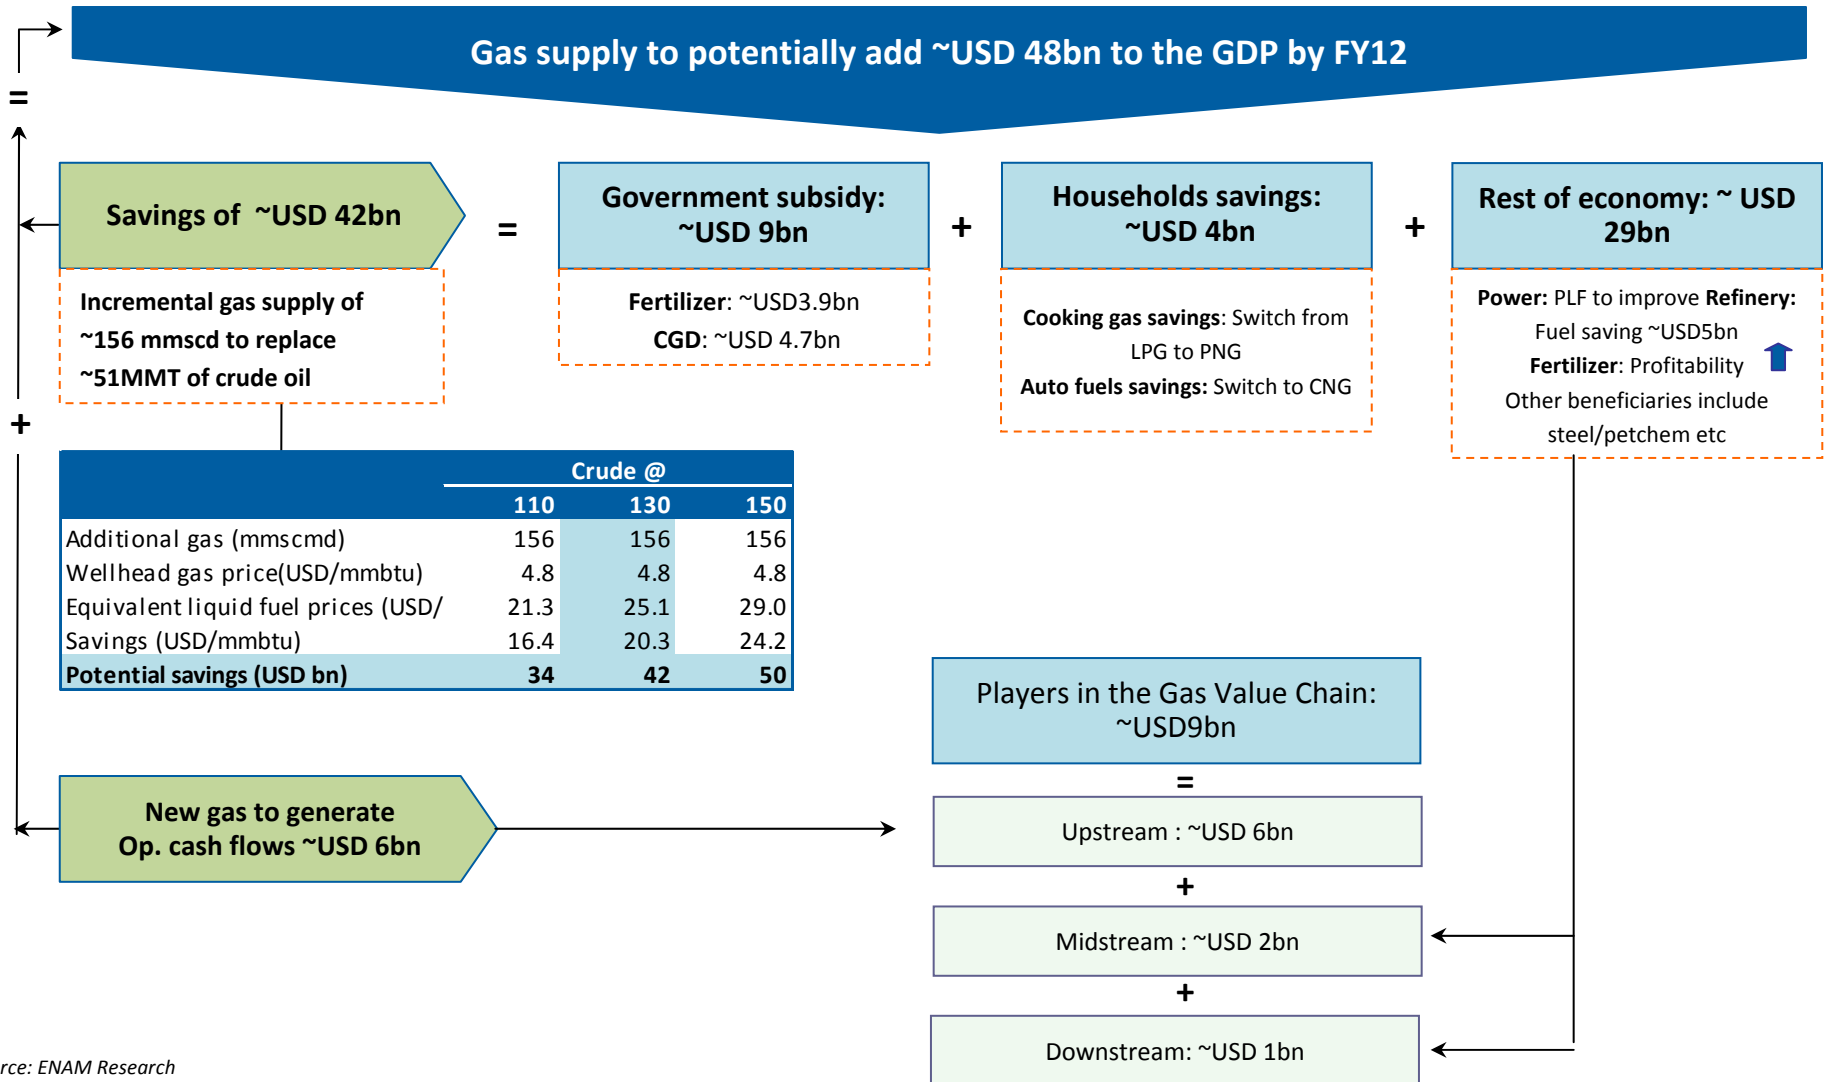 Gas supply to potentially add ~USD 48bn to the GDP by FY12
=
Savings of ~USD 42bn
=
Government subsidy:
~USD 9bn
+
Households savings:
~USD 4bn
+
Rest of economy: ~ USD
29bn
Incremental gas supply of
~156 mmscd to replace
~51MMT of crude oil
Fertilizer: ~USD3.9bn
CGD: ~USD 4.7bn
Cooking gas savings: Switch from
LPG to PNG
Auto fuels savings: Switch to CNG
Power: PLF to improve Refinery:
Fuel saving ~USD5bn
Fertilizer: Profitability
Other beneficiaries include
steel/petchem etc
+
Crude @
110 130 150
Additional gas (mmscmd) 156 156 156
Wellhead gas price(USD/mmbtu) 4.8 4.8 4.8
Equivalent liquid fuel prices (USD/ 21.3 25.1 29.0
Savings (USD/mmbtu) 16.4 20.3 24.2
Potential savings (USD bn) 34 42 50
Players in the Gas Value Chain:
~USD9bn
=
New gas to generate
Op. cash flows ~USD 6bn
Upstream : ~USD 6bn
+
Midstream : ~USD 2bn
+
Downstream: ~USD 1bn
rce: ENAM Research